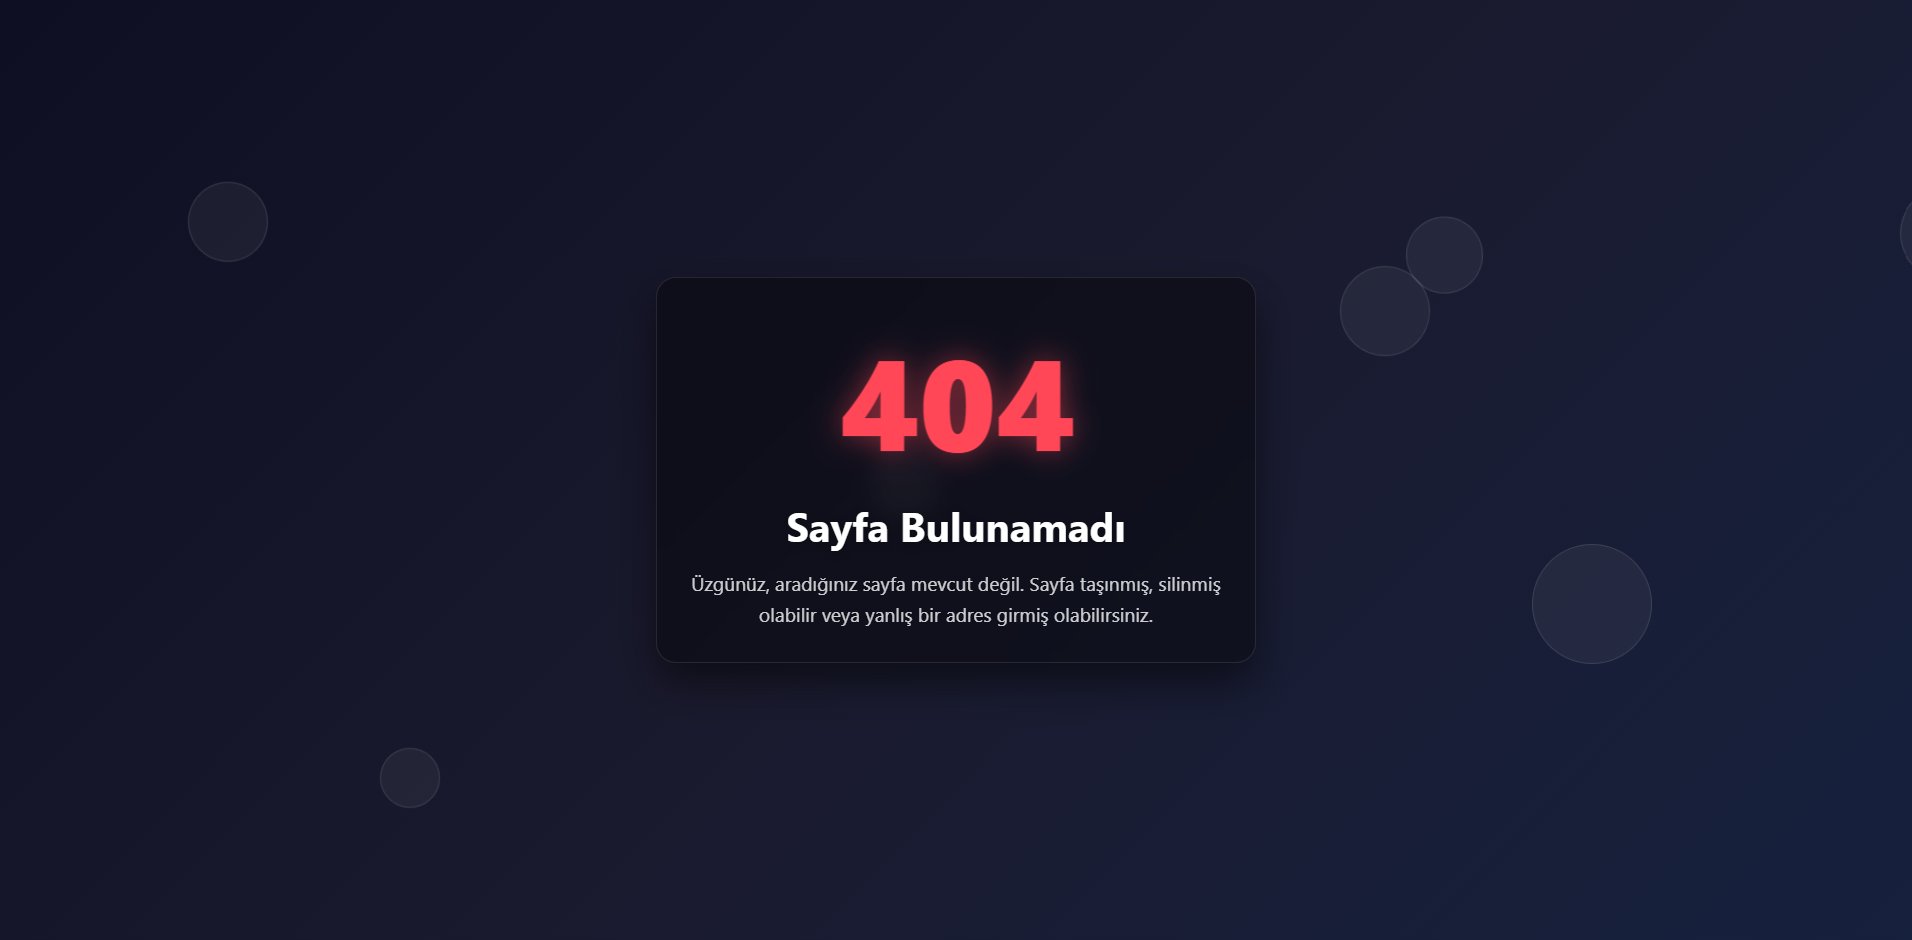 404
Sayfa Bulunamadı
Üzgünüz, aradığınız sayfa mevcut değil. Sayfa taşınmış, silinmiş
olabilir veya yanlış bir adres girmiş olabilirsiniz.